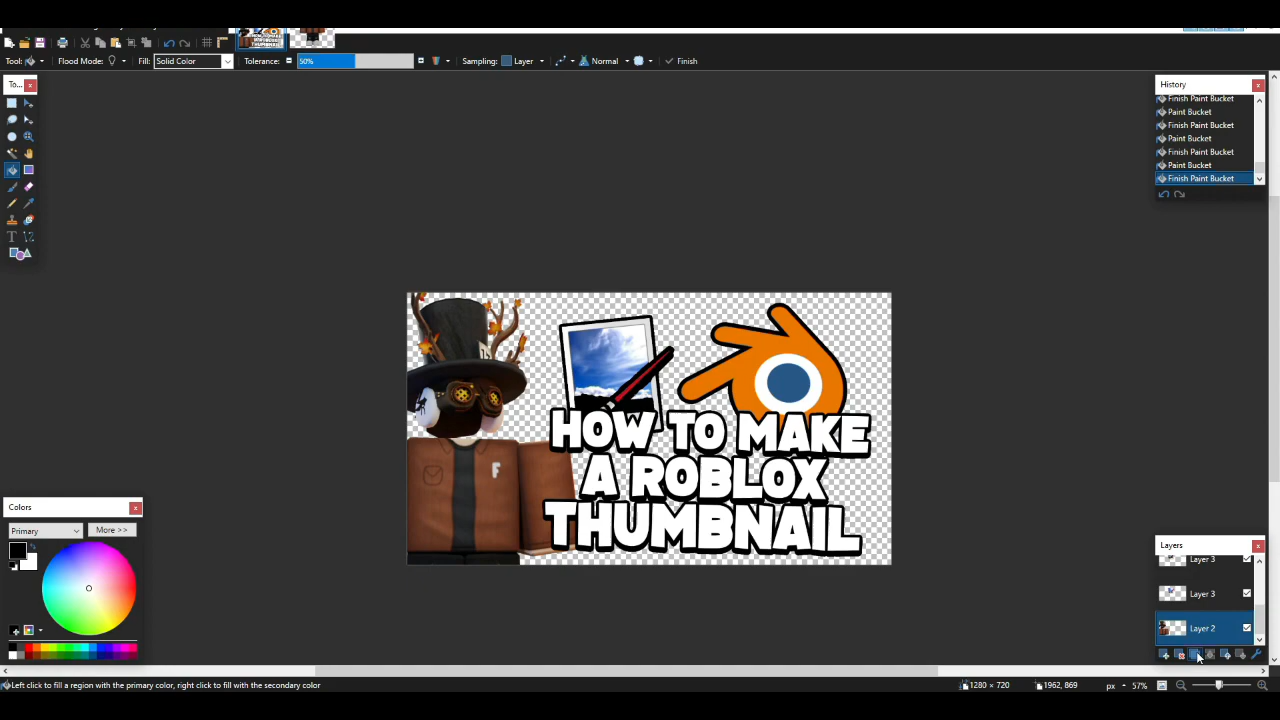 Tool:
Flood Mode:
Fill: Solid Color
Tolerance: 50%
Sampling: Layer
Normal
Finish
To...
History
Finish Paint Bucket
Paint Bucket
Finish Paint Bucket
Paint Bucket
Finish Paint Bucket
Paint Bucket
Finish Paint Bucket
F
HOW TO MAKE
A ROBLOX
THUMBNAIL
Colors
Primary
More >>
Layers
Layer 3
Layer 3
Layer 2
Left click to fill a region with the primary color, right click to fill with the secondary color
1280 × 720
1962, 869
px
57%